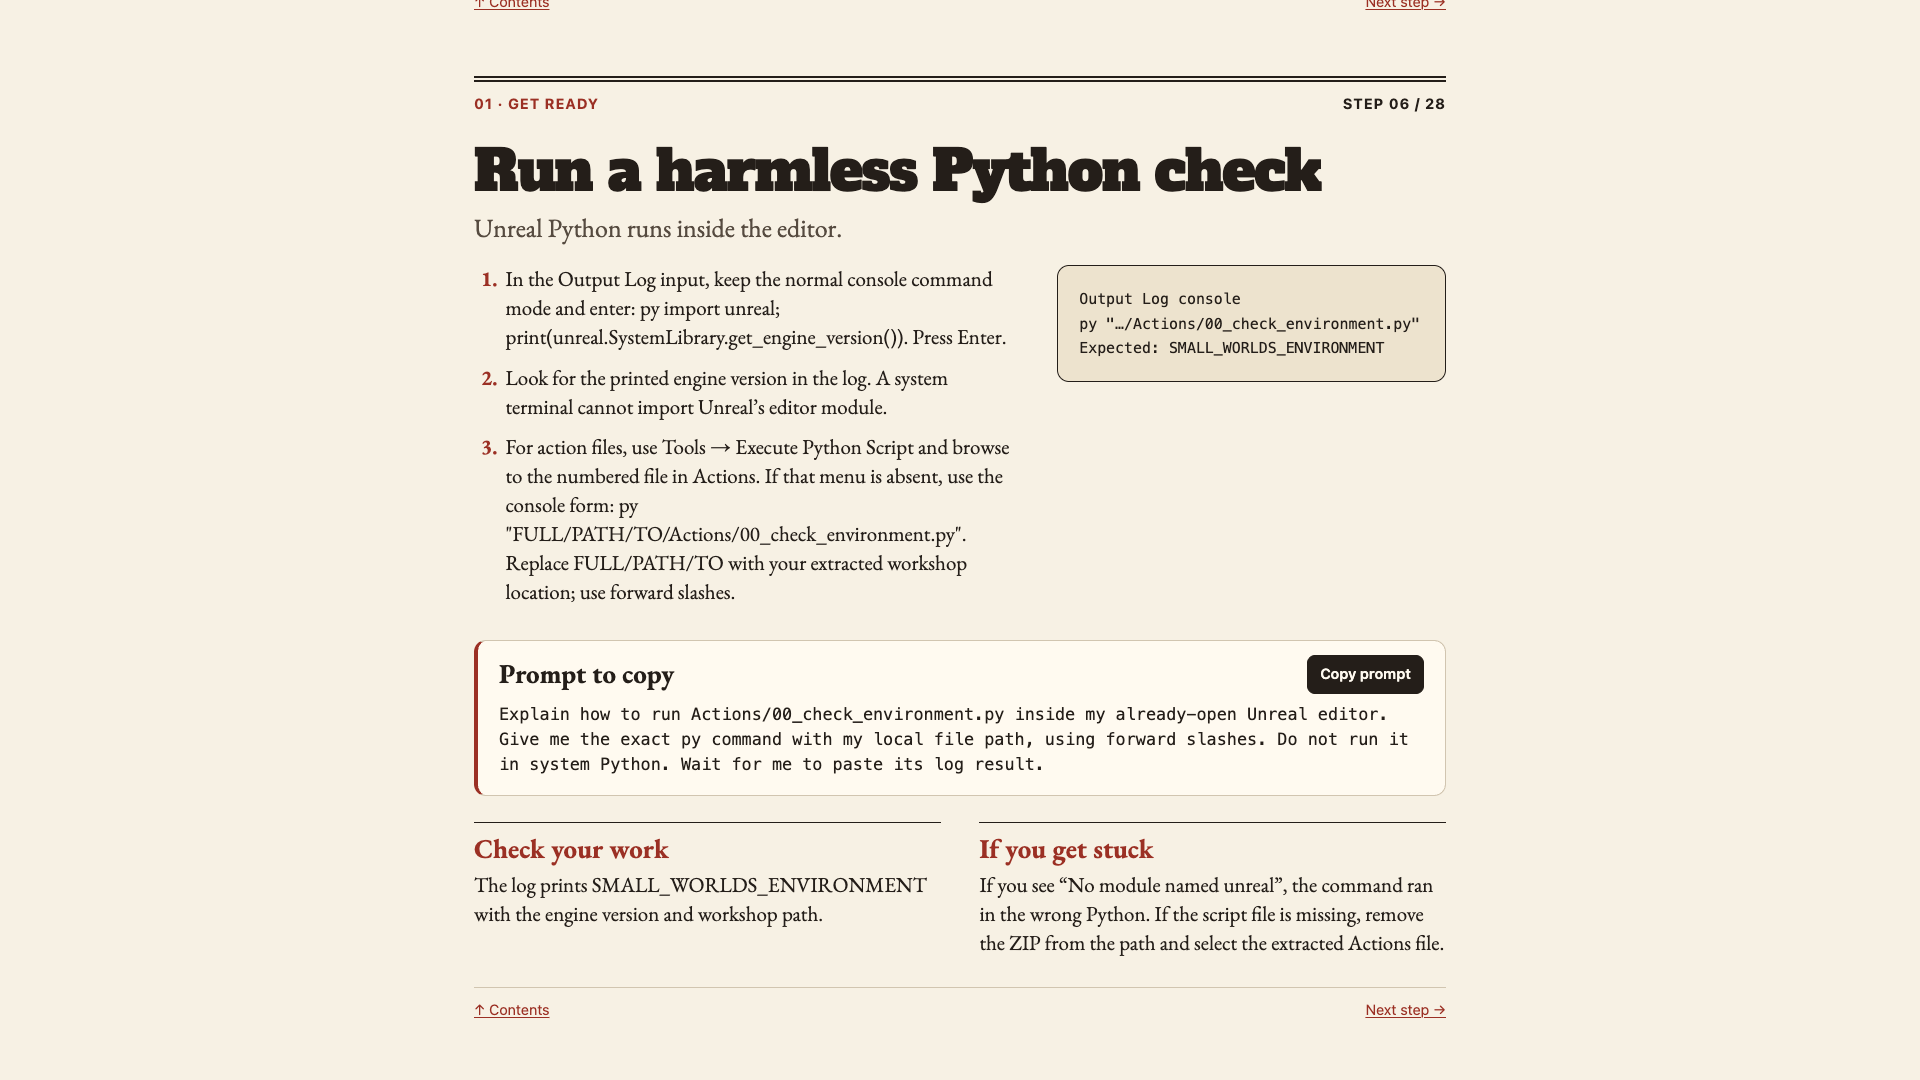 ↑ Contents
Next step →
01 · GET READY
STEP 06 / 28
Run a harmless Python check
Unreal Python runs inside the editor.
1. In the Output Log input, keep the normal console command
mode and enter: py import unreal;
print(unreal.SystemLibrary.get_engine_version()). Press Enter.
2. Look for the printed engine version in the log. A system
terminal cannot import Unreal’s editor module.
3. For action files, use Tools → Execute Python Script and browse
to the numbered file in Actions. If that menu is absent, use the
console form: py
"FULL/PATH/TO/Actions/00_check_environment.py".
Replace FULL/PATH/TO with your extracted workshop
location; use forward slashes.
Output Log console
py "…/Actions/00_check_environment.py"
Expected: SMALL_WORLDS_ENVIRONMENT
Prompt to copy
Copy prompt
Explain how to run Actions/00_check_environment.py inside my already-open Unreal editor.
Give me the exact py command with my local file path, using forward slashes. Do not run it
in system Python. Wait for me to paste its log result.
Check your work
The log prints SMALL_WORLDS_ENVIRONMENT
with the engine version and workshop path.
If you get stuck
If you see “No module named unreal”, the command ran
in the wrong Python. If the script file is missing, remove
the ZIP from the path and select the extracted Actions file.
↑ Contents
Next step →